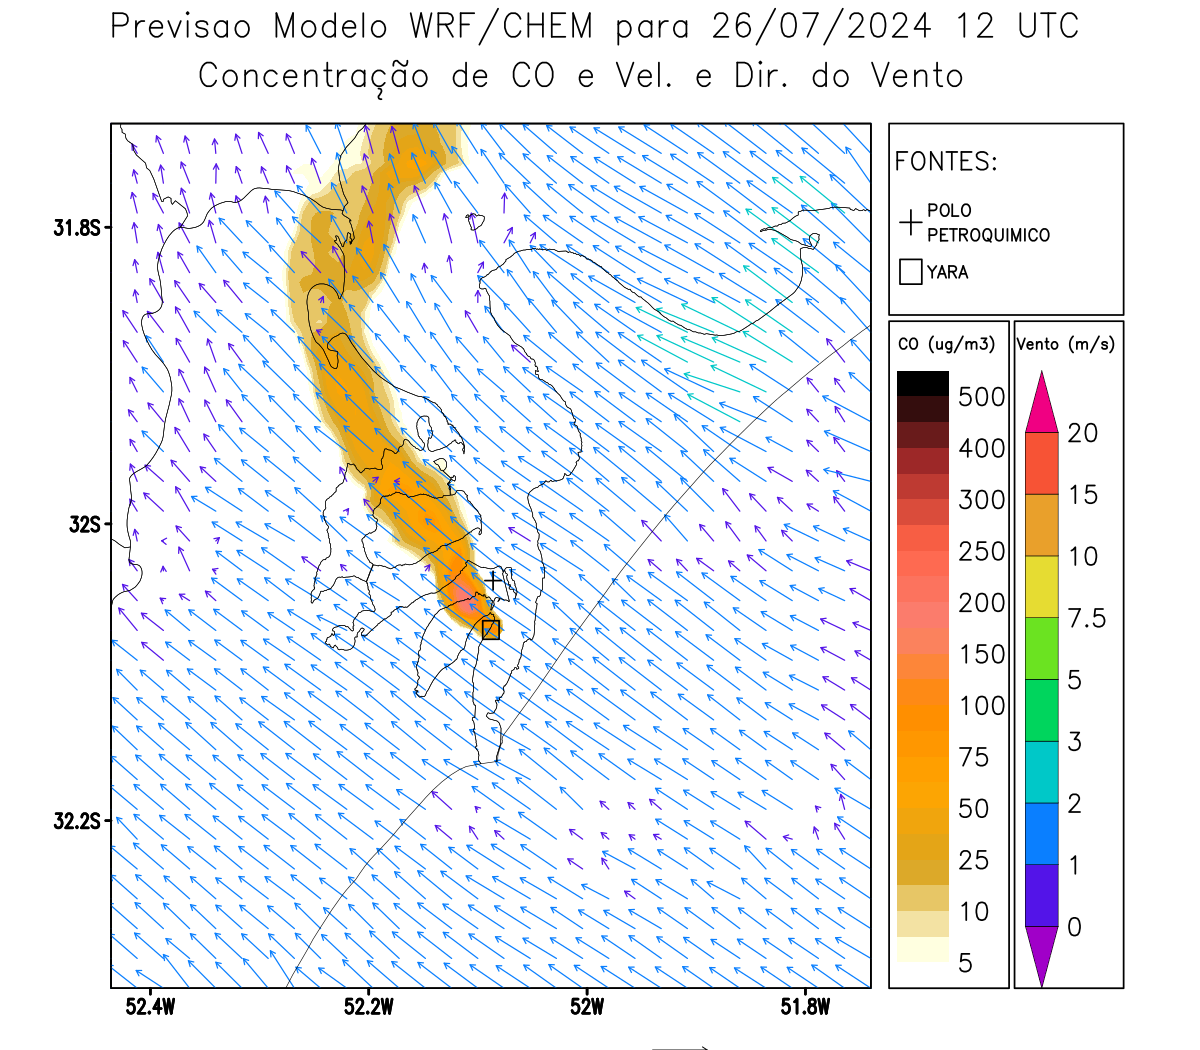 Previsao Modelo WRF/CHEM para 26/07/2024 12 UTC
Concentração de CO e Vel. e Dir. do Vento
FONTES:
POLO
PETROQUIMICO
YARA
CO (ug/m3)
500
400
300
250
200
150
100
75
50
25
10
5
Vento (m/s)
20
15
10
7.5
5
3
2
1
0
31.8S
32S
32.2S
52.4W
52.2W
52W
51.8W